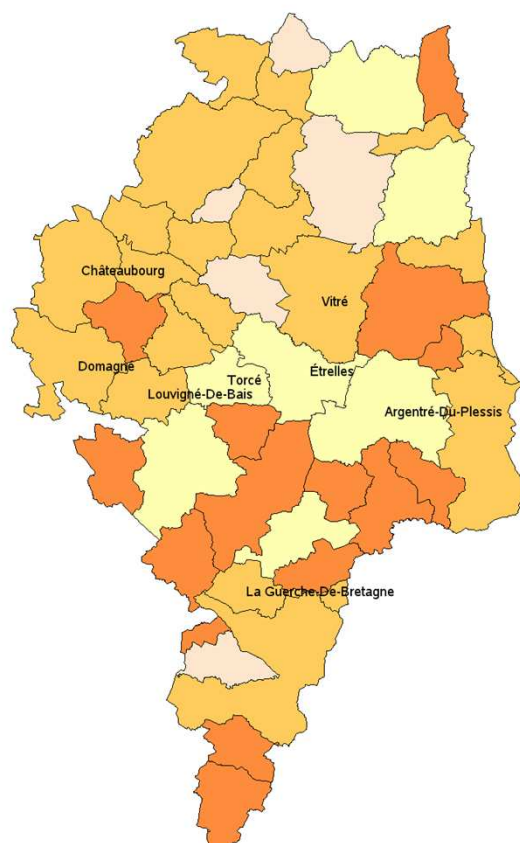 Châteaubourg
Vitré
Domagné
Torcé
Étrelles
Louvigné-De-Bais
Argentré-Du-Plessis
La Guerche-De-Bretagne